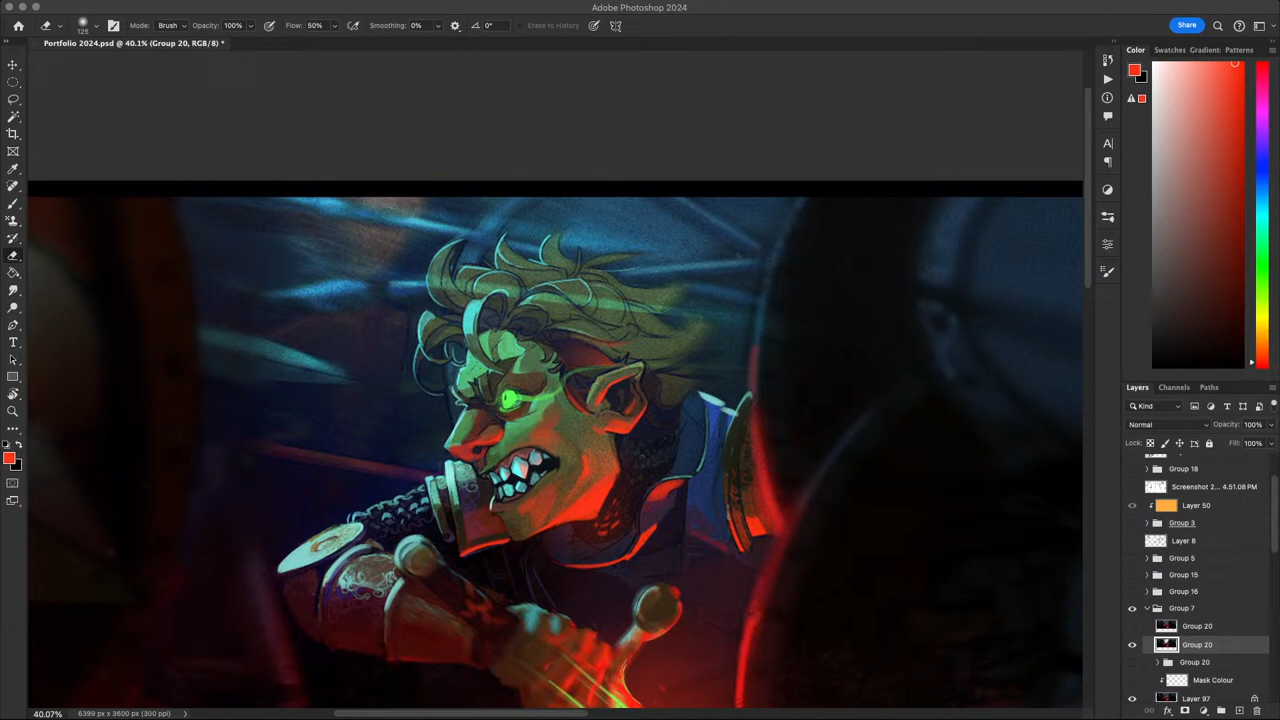 Adobe Photoshop 2024
125
Mode: Brush
Opacity: 100%
Flow: 50%
Smoothing: 0%
0°
Erase to History
Share
Portfolio 2024.psd @ 40.1% (Group 20, RGB/8) *
Color
Swatches
Gradient:
Patterns
Layers
Channels
Paths
Kind
Normal
Opacity: 100%
Lock:
Fill: 100%
Group 18
Screenshot 2... 4.51.08 PM
Layer 50
Group 3
Layer 8
Group 5
Group 15
Group 16
Group 7
Group 20
Group 20
Group 20
Mask Colour
Layer 97
40.07%
6399 px x 3600 px (300 ppi)